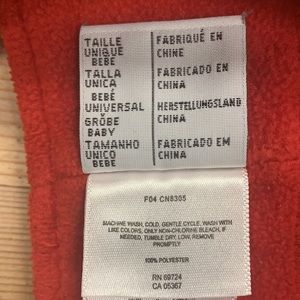 TAILLE UNIQUE BEBÉ
FABRIQUÉ EN CHINE
TALLA UNICA BEBÉ
FABRICADO EN CHINA
UNIVERSAL GRÖBE BABY
HERSTELLUNGSLAND CHINA
TAMANHO UNICO BEBE
FABRICADO EM CHINA
F04 CN8305
MACHINE WASH, COLD, GENTLE CYCLE. WASH WITH
LIKE COLORS, ONLY NON-CHLORINE BLEACH, IF
NEEDED, TUMBLE DRY, LOW, REMOVE
PROMPTLY
100% POLYESTER
RN 69724
CA 05367